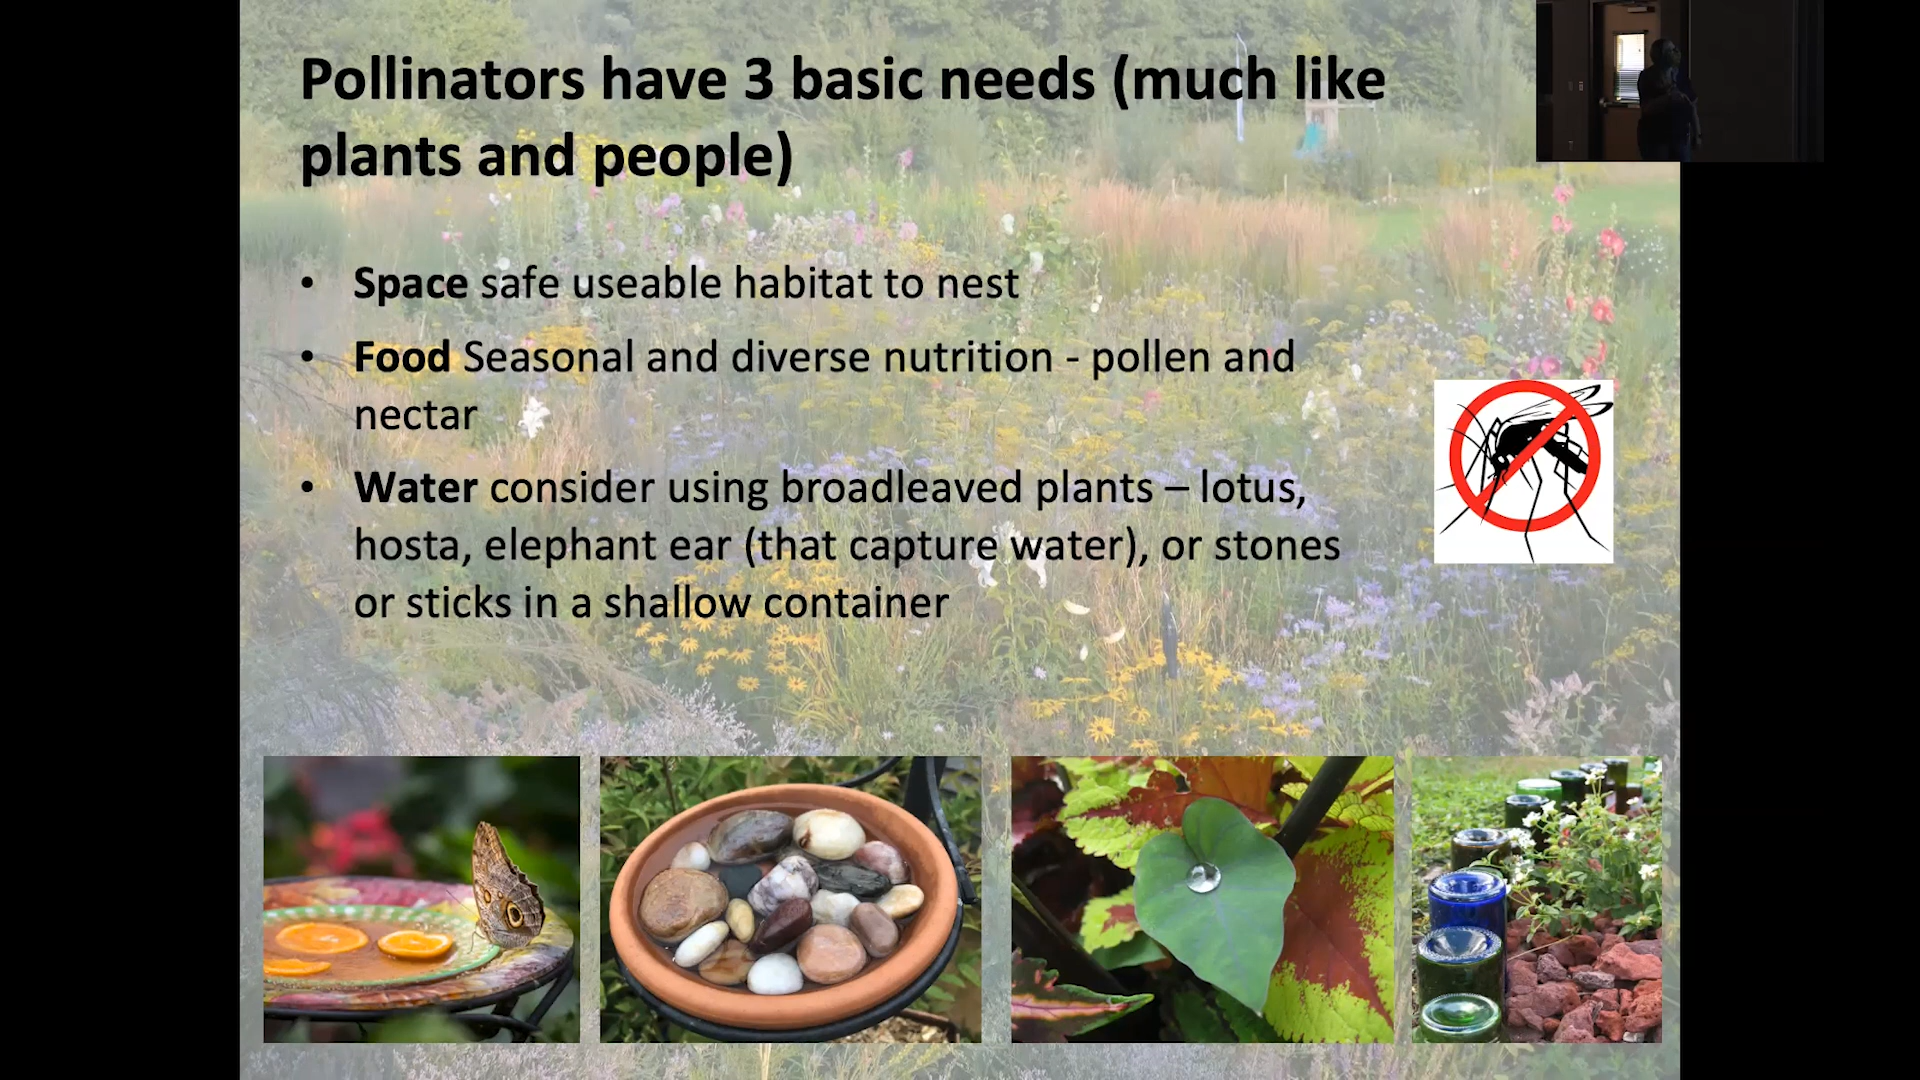 Pollinators have 3 basic needs (much like
plants and people)
• Space safe useable habitat to nest
• Food Seasonal and diverse nutrition - pollen and
nectar
• Water consider using broadleaved plants – lotus,
hosta, elephant ear (that capture water), or stones
or sticks in a shallow container